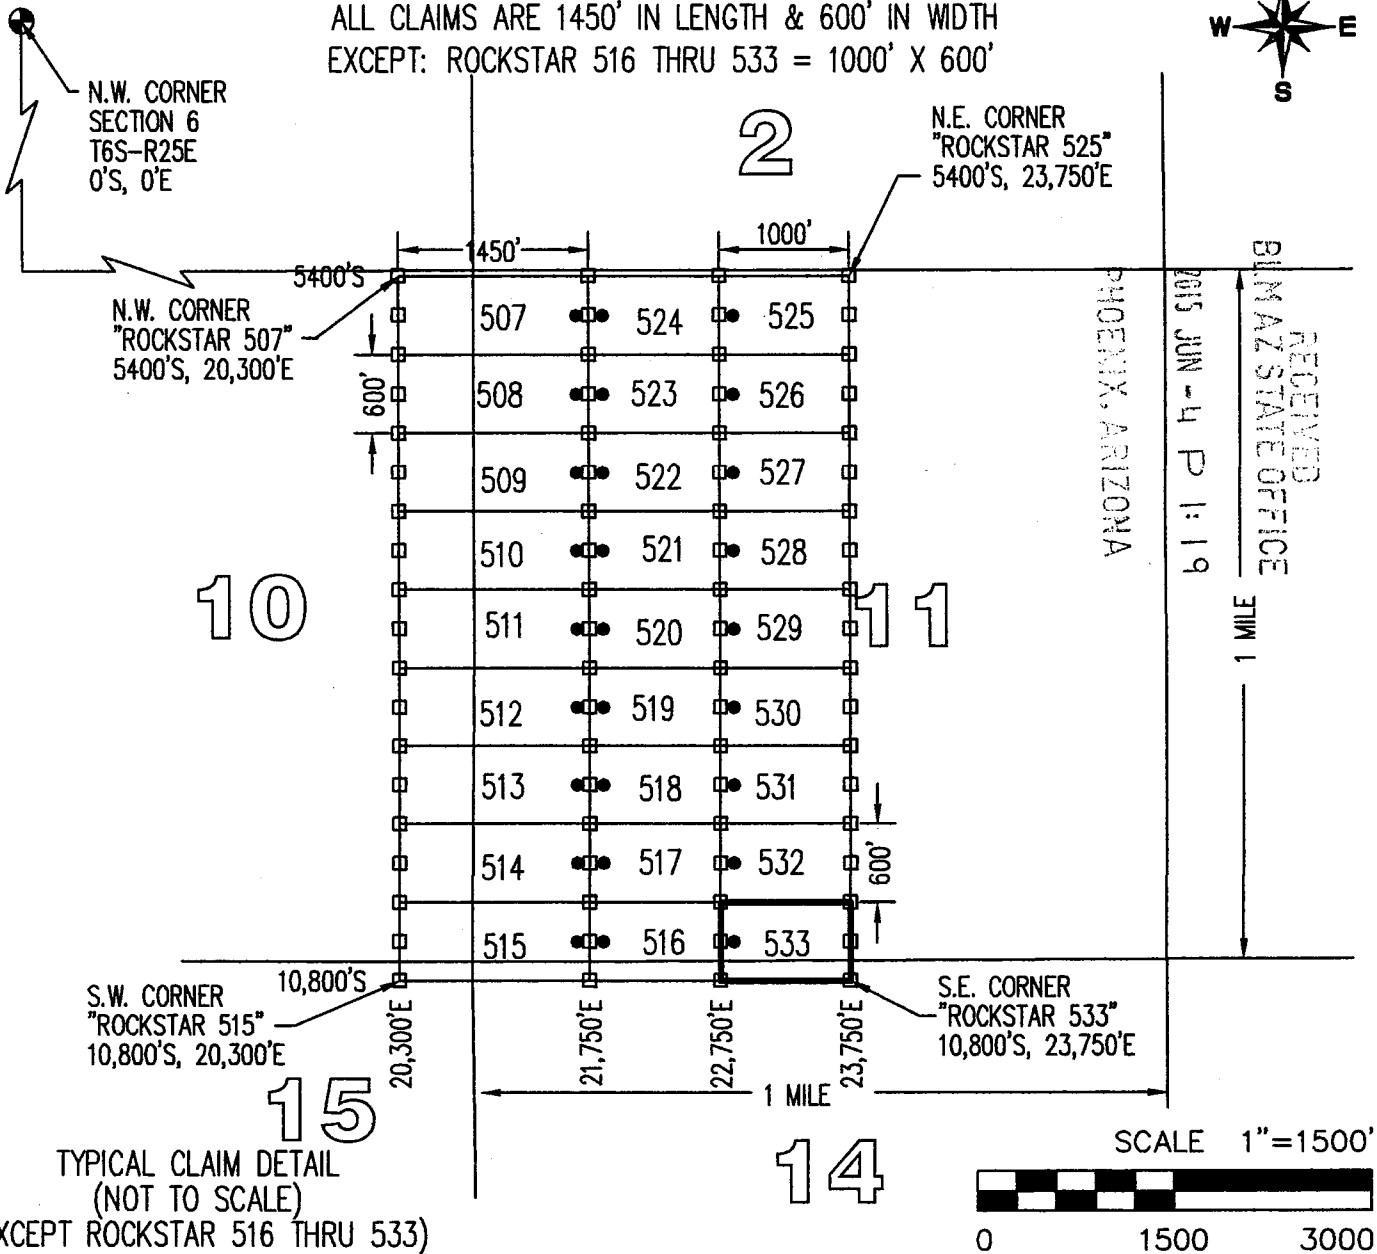 ALL CLAIMS ARE 1450' IN LENGTH & 600' IN WIDTH
EXCEPT: ROCKSTAR 516 THRU 533 = 1000' X 600'
W E
S
N.W. CORNER
SECTION 6
T6S-R25E
0'S, 0'E
2
N.E. CORNER
"ROCKSTAR 525"
5400'S, 23,750'E
1450'
1000'
5400'S
N.W. CORNER
"ROCKSTAR 507"
5400'S, 20,300'E
600'
507 524 525
508 523 526
509 522 527
510 521 528
511 520 529
512 519 530
513 518 531
514 517 532
515 516 533
10
11
600'
RECEIVED
BLM AZ STATE OFFICE
2015 JUN -4 P 1:19
PHOENIX, ARIZONA
1 MILE
10,800'S
S.W. CORNER
"ROCKSTAR 515"
10,800'S, 20,300'E
20,300'E
21,750'E
22,750'E
23,750'E
S.E. CORNER
"ROCKSTAR 533"
10,800'S, 23,750'E
1 MILE
15
14
TYPICAL CLAIM DETAIL
(NOT TO SCALE)
XCEPT ROCKSTAR 516 THRU 533)
SCALE 1"=1500'
0 1500 3000